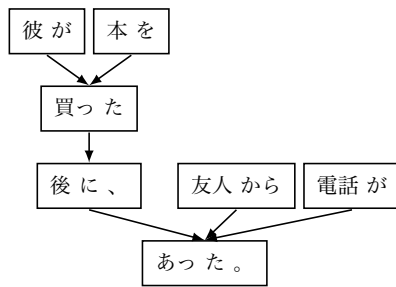 彼 が 本 を
買っ た
後 に 、 友人 から 電話 が
あっ た 。